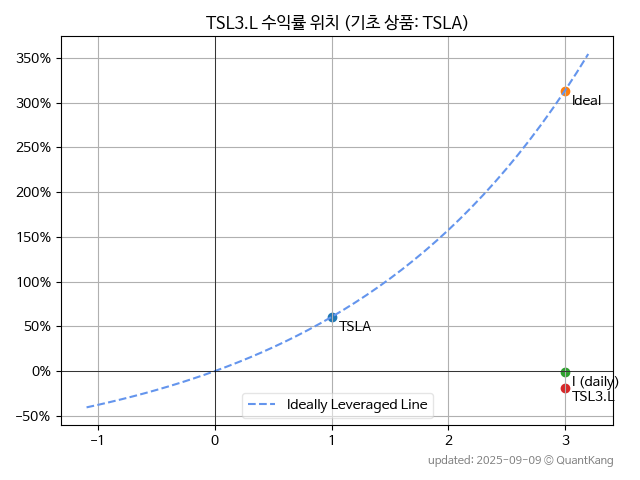 TSL3.L 수익률 위치 (기초 상품: TSLA)
350%
300%
250%
200%
150%
100%
50%
0%
−50%
Ideal
TSLA
I (daily)
TSL3.L
Ideally Leveraged Line
−1 0 1 2 3
updated: 2025-09-09 © QuantKang